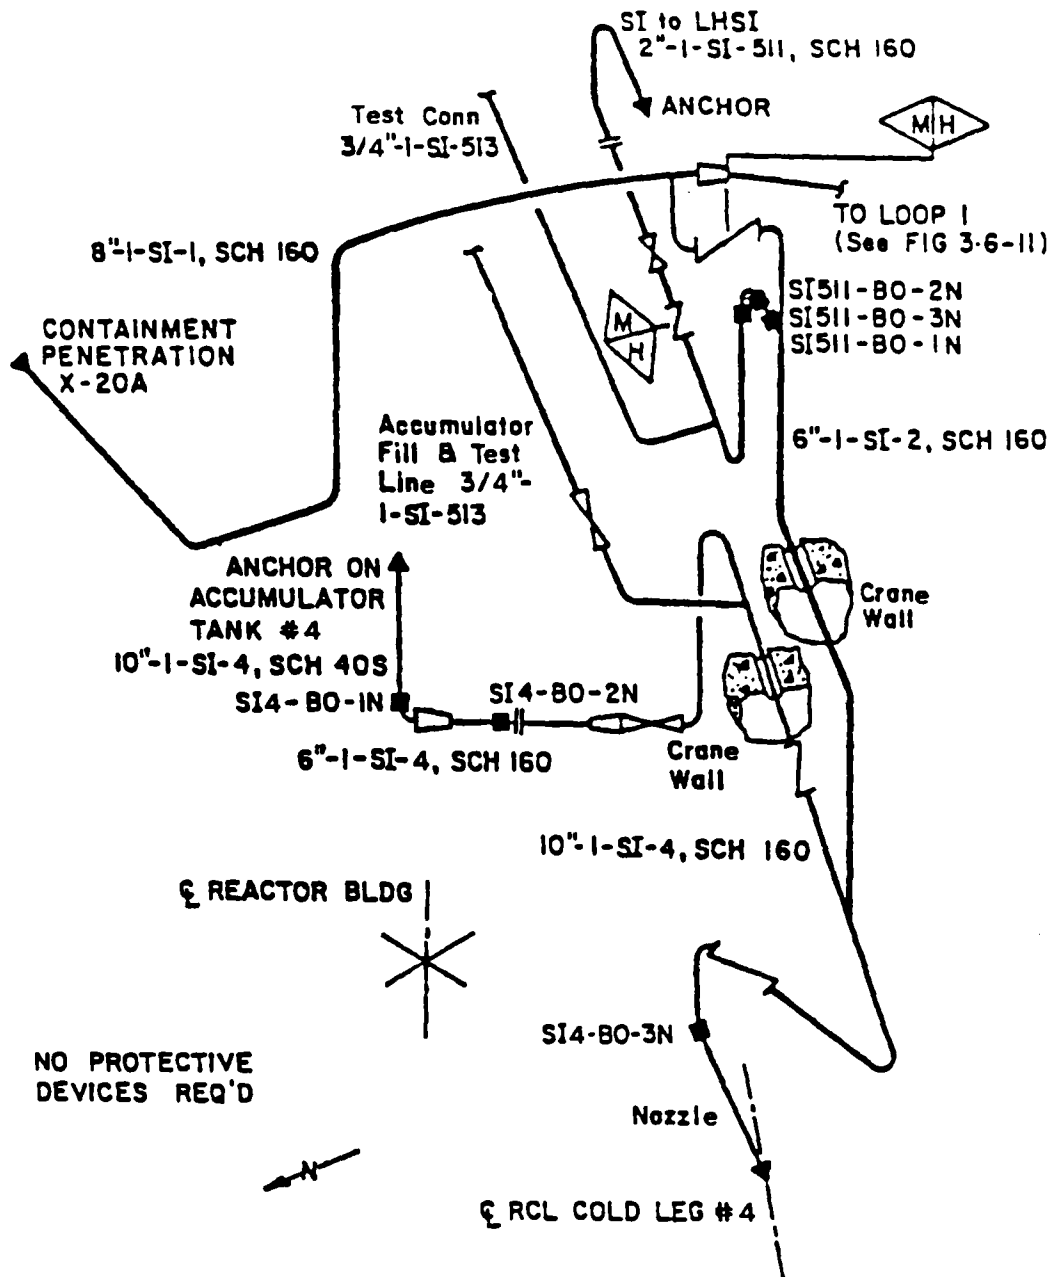 SI to LHSI
2"-1-SI-511, SCH 160
ANCHOR
Test Conn
3/4"-1-SI-513
M H
TO LOOP 1
(See FIG 3.6-11)
8"-1-SI-1, SCH 160
SI511-BO-2N
SI511-BO-3N
SI511-BO-1N
M
H
CONTAINMENT
PENETRATION
X-20A
Accumulator
Fill & Test
Line 3/4"-
1-SI-513
6"-1-SI-2, SCH 160
ANCHOR ON
ACCUMULATOR
TANK #4
10"-1-SI-4, SCH 40S
SI4-BO-1N
SI4-BO-2N
Crane
Wall
6"-1-SI-4, SCH 160
Crane
Wall
10"-1-SI-4, SCH 160
℄ REACTOR BLDG
SI4-BO-3N
NO PROTECTIVE
DEVICES REQ'D
Nozzle
N
℄ RCL COLD LEG #4